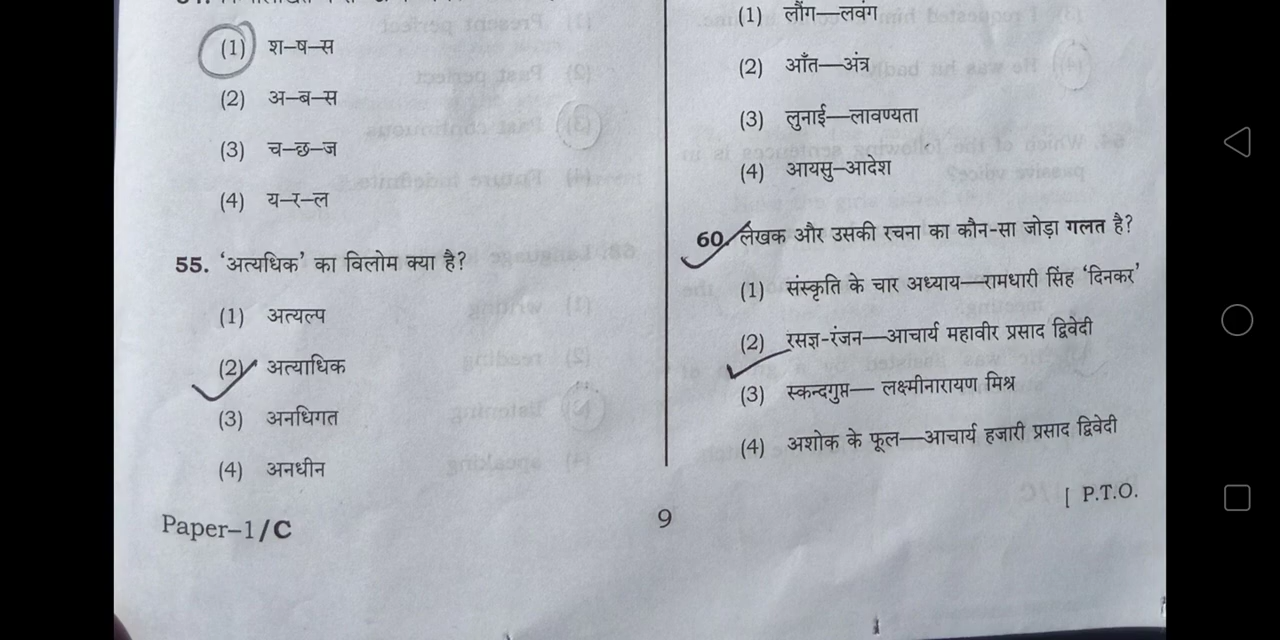 (1) श–ष–स
(2) अ–ब–स
(3) च–छ–ज
(4) य–र–ल
55. ‘अत्यधिक’ का विलोम क्या है?
(1) अत्यल्प
(2) अत्याधिक
(3) अनधिगत
(4) अनधीन
(1) लौंग—लवंग
(2) आँत—अंत्र
(3) लुनाई—लावण्यता
(4) आयसु–आदेश
60. लेखक और उसकी रचना का कौन-सा जोड़ा गलत है?
(1) संस्कृति के चार अध्याय—रामधारी सिंह ‘दिनकर’
(2) रसज्ञ-रंजन—आचार्य महावीर प्रसाद द्विवेदी
(3) स्कन्दगुप्त— लक्ष्मीनारायण मिश्र
(4) अशोक के फूल—आचार्य हजारी प्रसाद द्विवेदी
Paper–1/C
9
[ P.T.O.